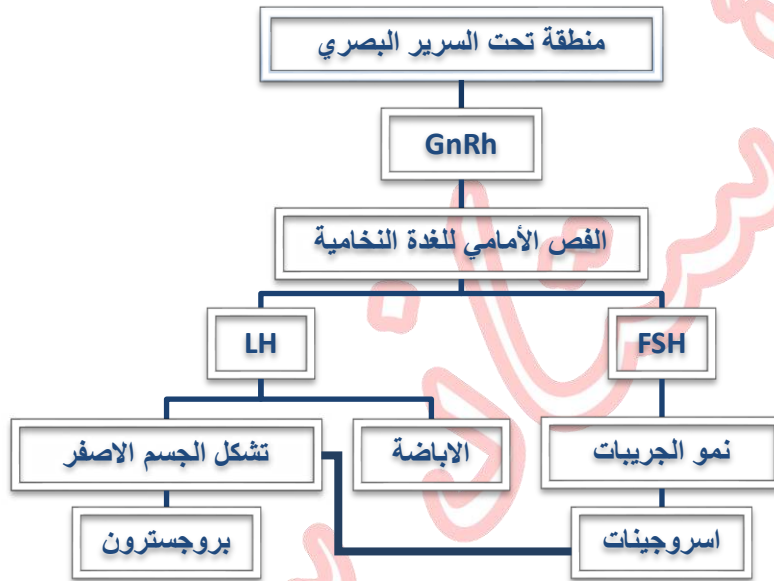 منطقة تحت السرير البصري
GnRh
الفص الأمامي للغدة النخامية
FSH
LH
نمو الجريبات
الاباضة
تشكل الجسم الاصفر
اسروجينات
بروجسترون